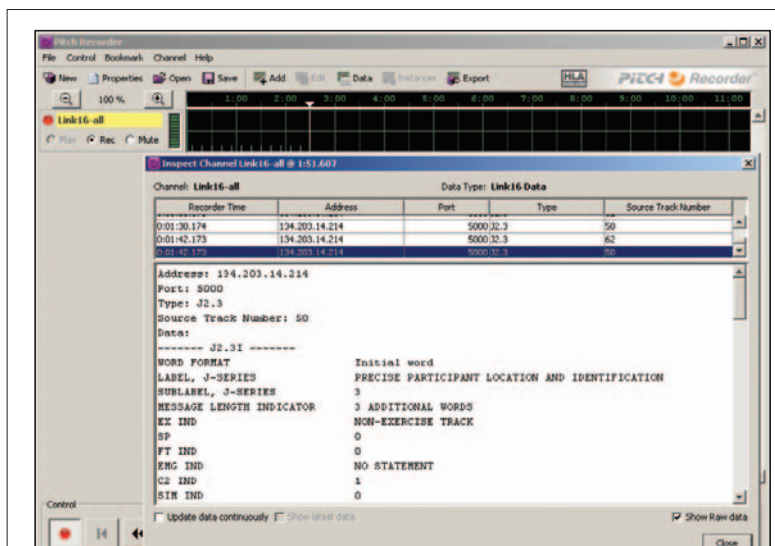 Pitch Recorder
File Control Bookmark Channel Help
New Properties Open Save Add Edit Data Instances Export HLA PITCH Recorder
100 % 1:00 2:00 3:00 4:00 5:00 6:00 7:00 8:00 9:00 10:00 11:00
Link16-all
Play Rec Mute
Inspect Channel Link16-all @ 1:51.607
Channel: Link16-all Data Type: Link16 Data
Recorder Time Address Port Type Source Track Number
0:01:30.174 134.203.14.214 5000 J2.3 50
0:01:42.173 134.203.14.214 5000 J2.3 62
0:01:42.173 134.203.14.214 5000 J2.3 50
Address: 134.203.14.214
Port: 5000
Type: J2.3
Source Track Number: 50
Data:
------- J2.3I -------
WORD FORMAT Initial word
LABEL, J-SERIES PRECISE PARTICIPANT LOCATION AND IDENTIFICATION
SUBLABEL, J-SERIES 3
MESSAGE LENGTH INDICATOR 3 ADDITIONAL WORDS
EX IND NON-EXERCISE TRACK
SP 0
FT IND 0
EMG IND NO STATEMENT
C2 IND 1
SIM IND 0
Control
Update data continuously Show latest data Show Raw data
Close